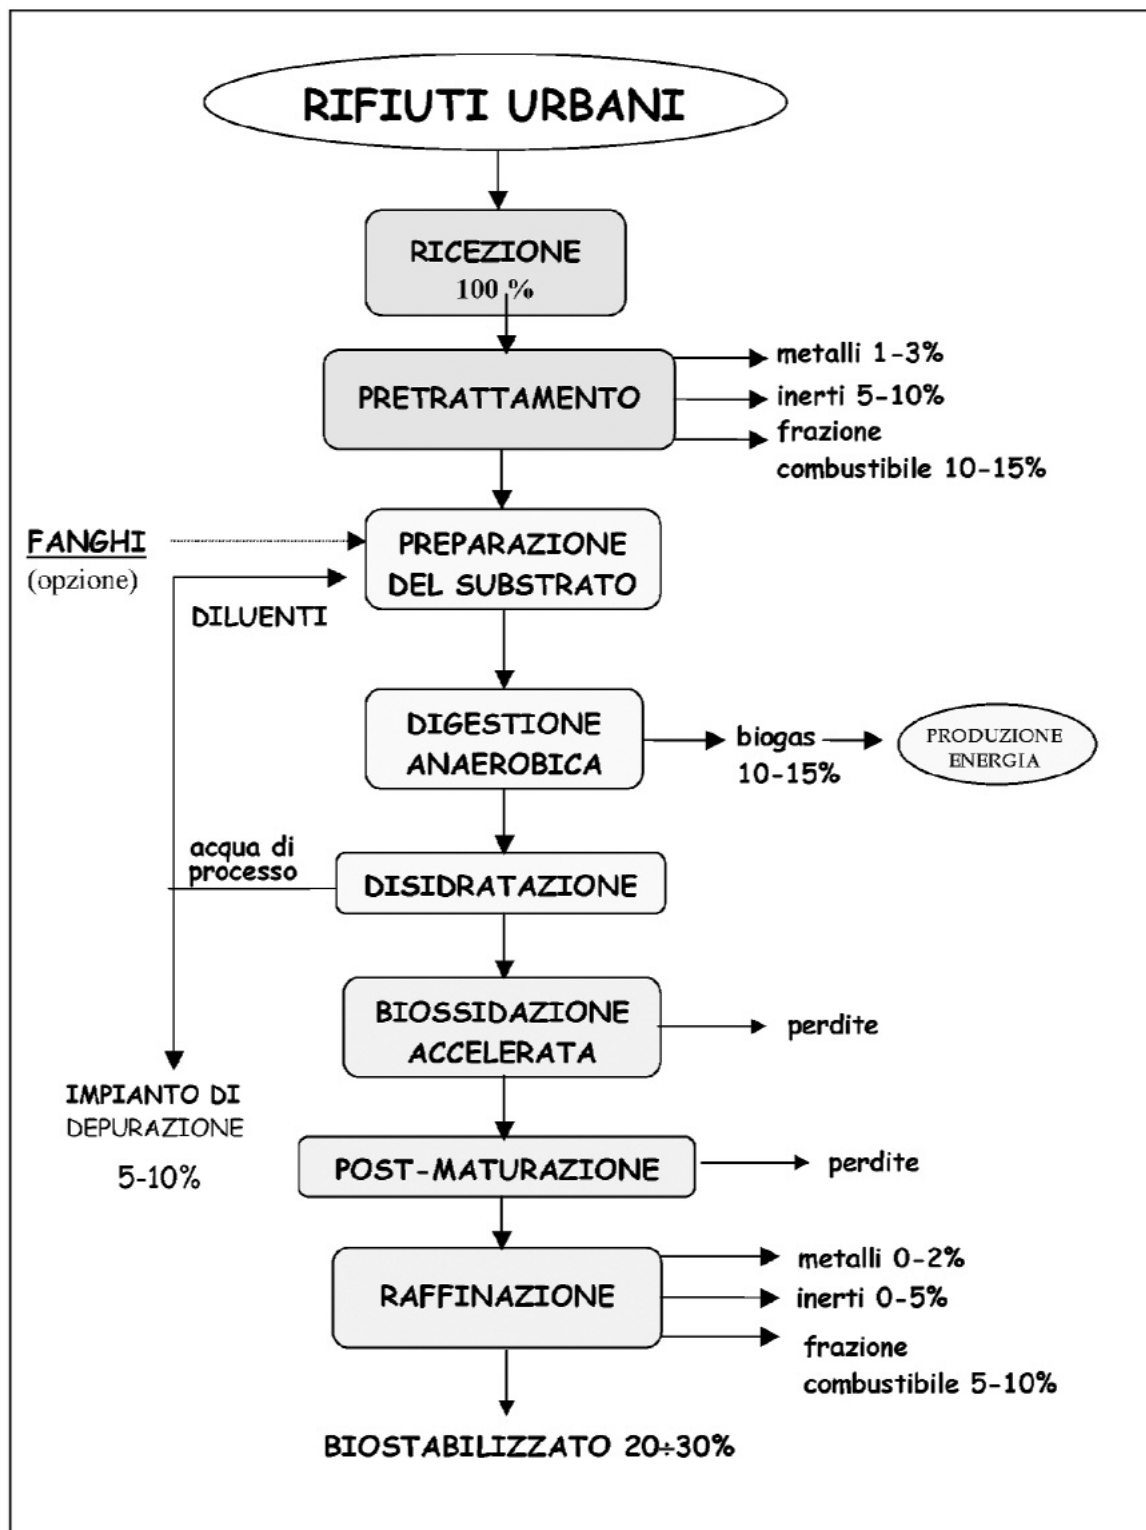 RIFIUTI URBANI
RICEZIONE
100 %
PRETRATTAMENTO
metalli 1-3%
inerti 5-10%
frazione
combustibile 10-15%
FANGHI
(opzione)
PREPARAZIONE
DEL SUBSTRATO
DILUENTI
DIGESTIONE
ANAEROBICA
biogas
10-15%
PRODUZIONE
ENERGIA
acqua di
processo
DISIDRATAZIONE
BIOSSIDAZIONE
ACCELERATA
perdite
IMPIANTO DI
DEPURAZIONE
5-10%
POST-MATURAZIONE
perdite
RAFFINAZIONE
metalli 0-2%
inerti 0-5%
frazione
combustibile 5-10%
BIOSTABILIZZATO 20÷30%